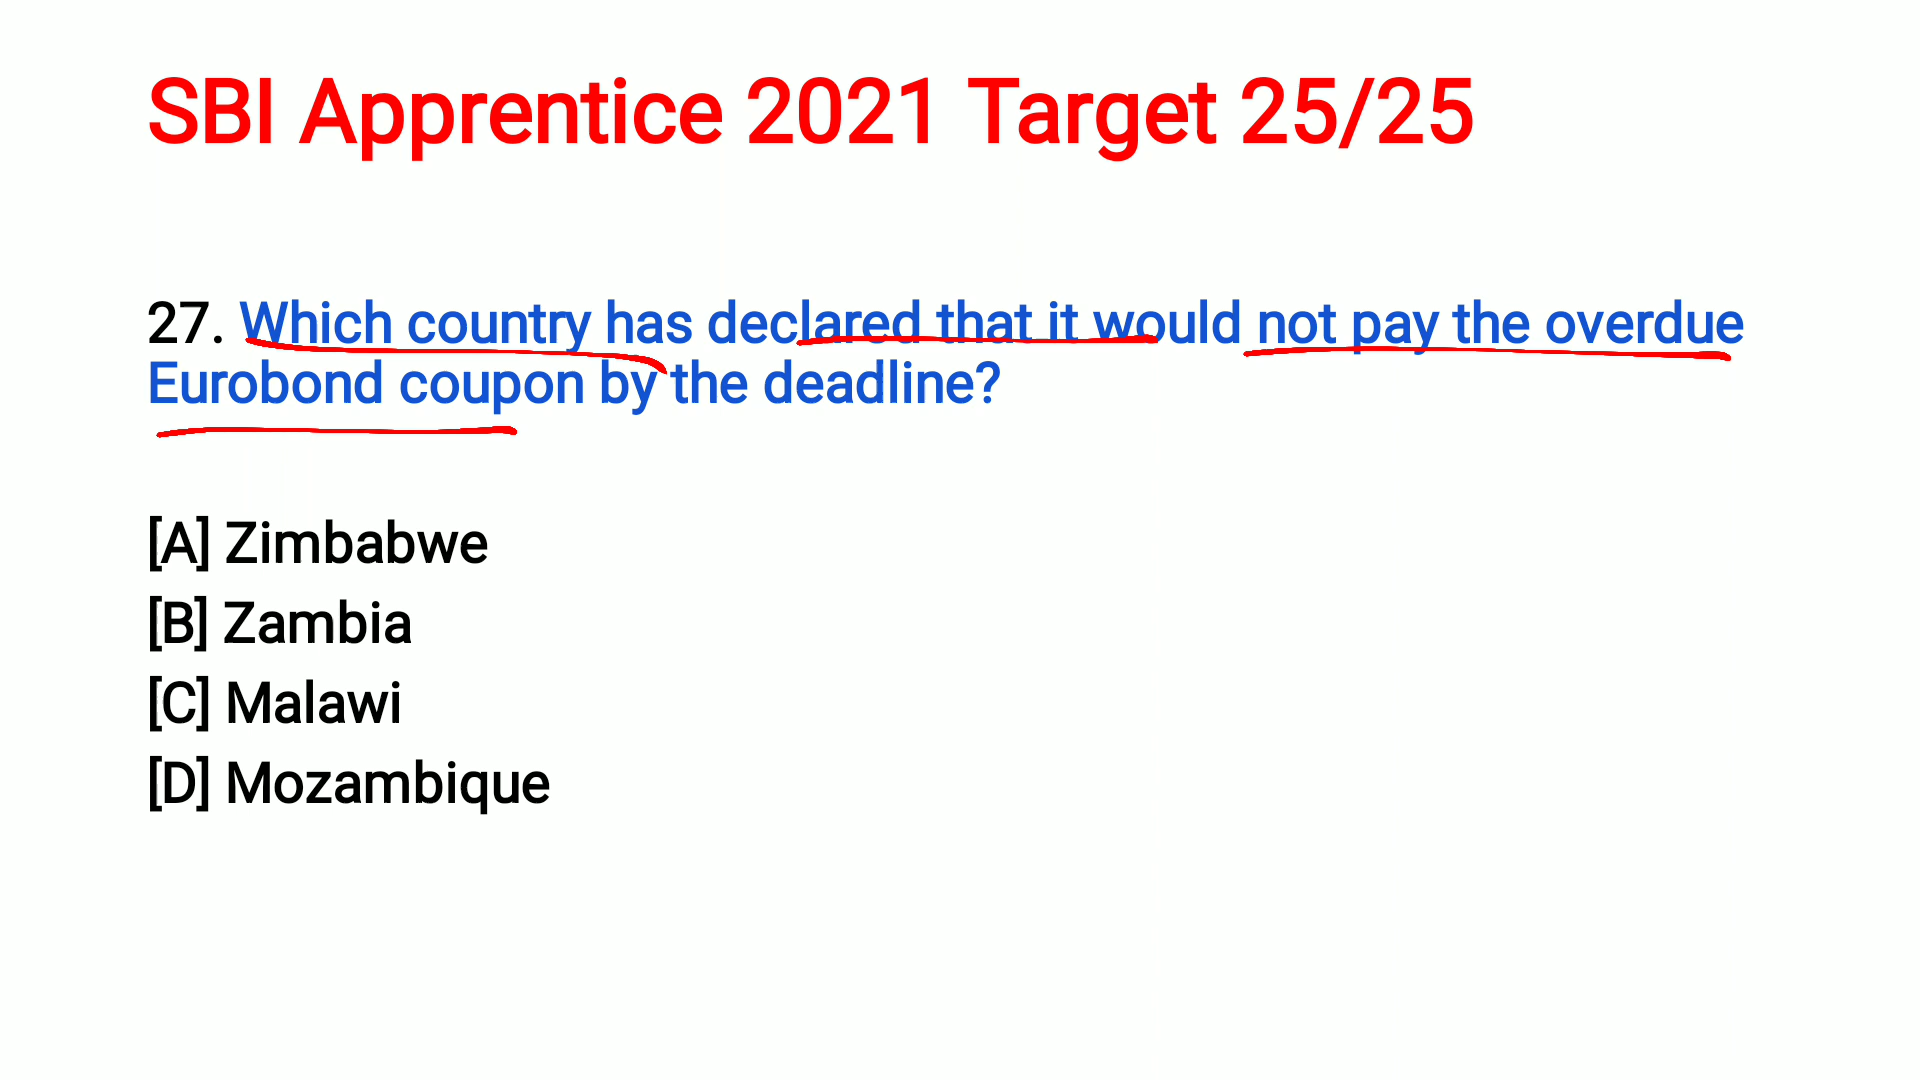 SBI Apprentice 2021 Target 25/25
27. Which country has declared that it would not pay the overdue
Eurobond coupon by the deadline?
[A] Zimbabwe
[B] Zambia
[C] Malawi
[D] Mozambique